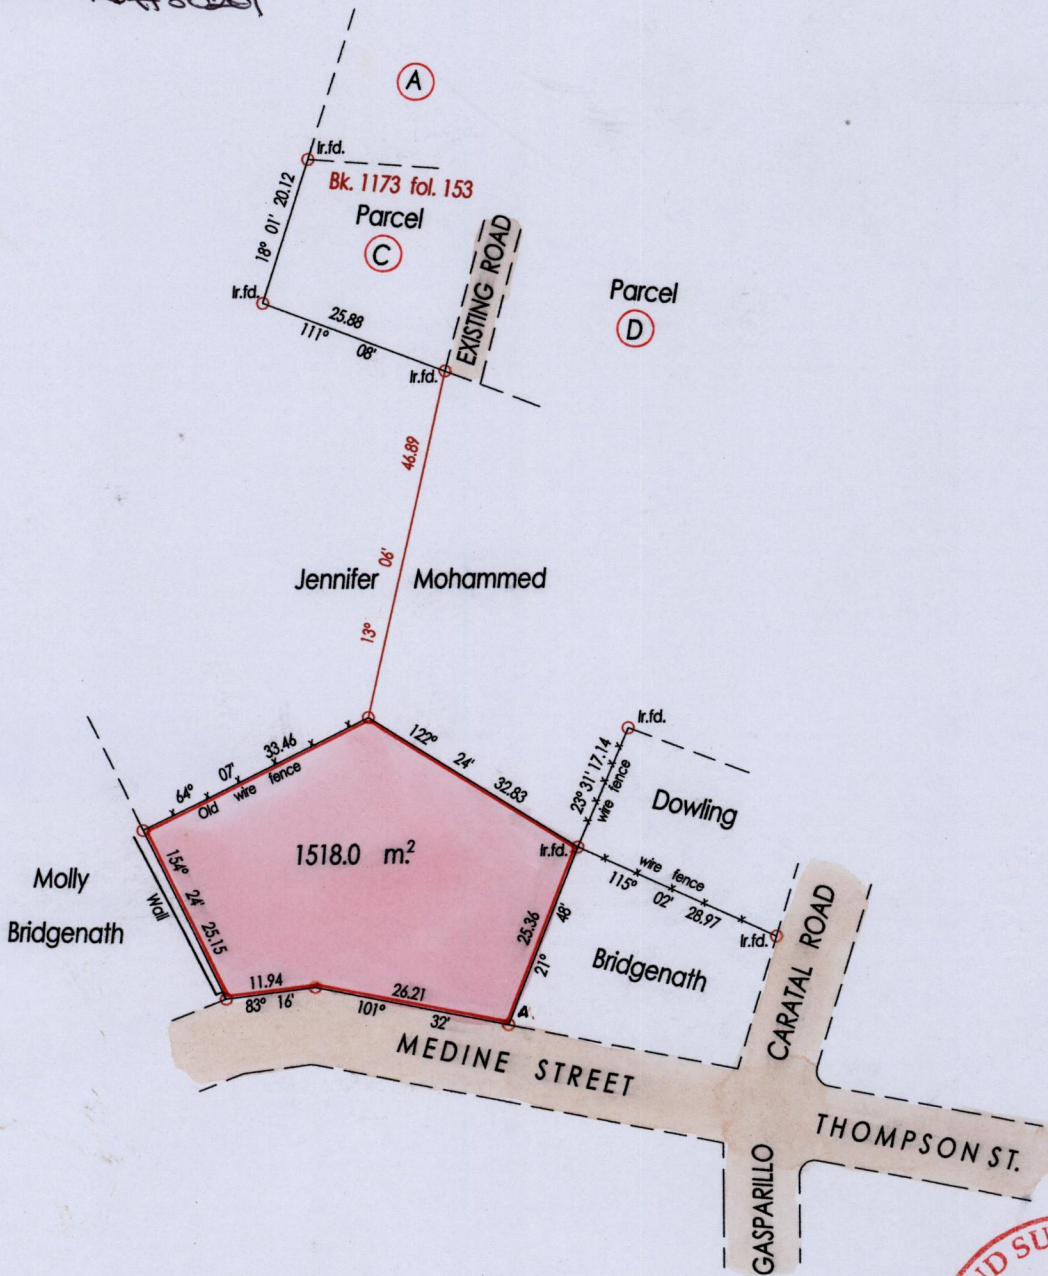 A
Ir.fd.
Bk. 1173 fol. 153
Parcel
C
18° 01' 20.12
Ir.fd.
25.88
111° 08'
Ir.fd.
EXISTING ROAD
Parcel
D
46.89
13° 06'
Jennifer Mohammed
64° 07' 33.46
Old wire fence
122° 24' 32.83
Ir.fd.
23° 31' 17.14
wire fence
Dowling
Ir.fd.
wire fence
115° 02' 28.97
Ir.fd.
1518.0 m.²
Molly
Bridgenath
154° 24' 25.15
Wall
25.36
21° 48'
Bridgenath
11.94
83° 16'
26.21
101° 32'
A
MEDINE STREET
CARATAL ROAD
THOMPSON ST.
GASPARILLO
ND SU